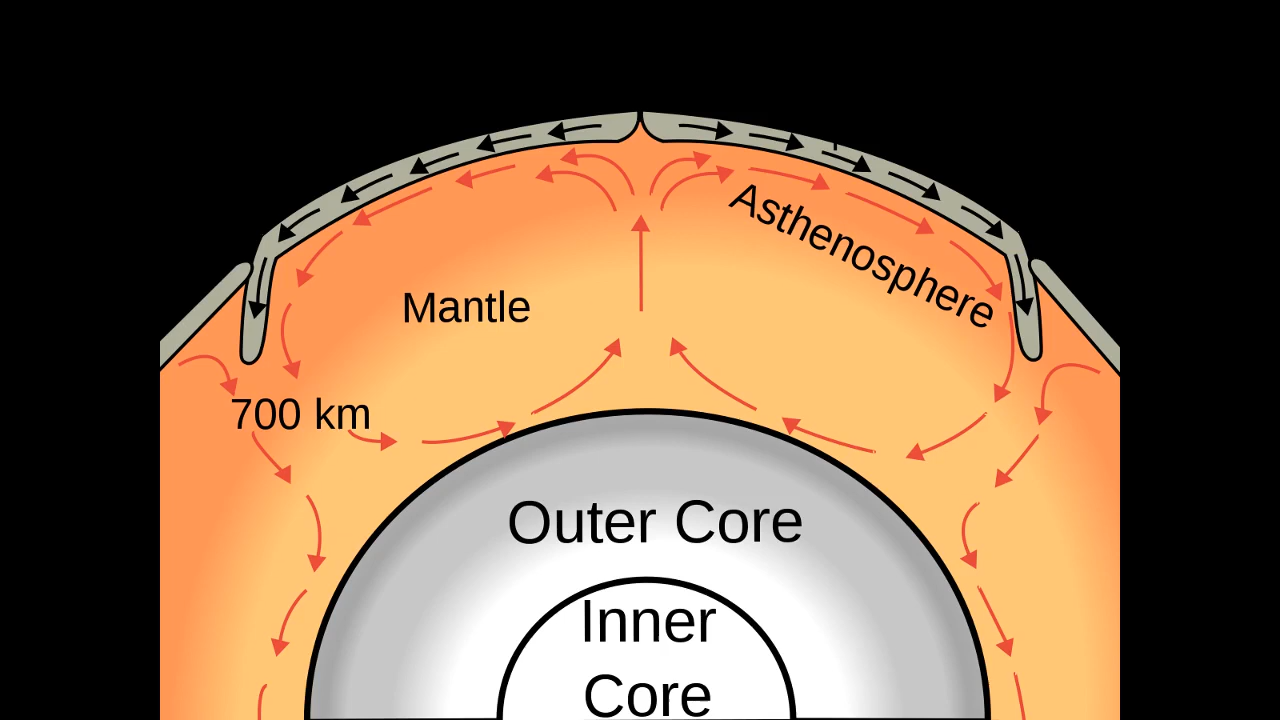 Asthenosphere
Mantle
700 km
Outer Core
Inner
Core